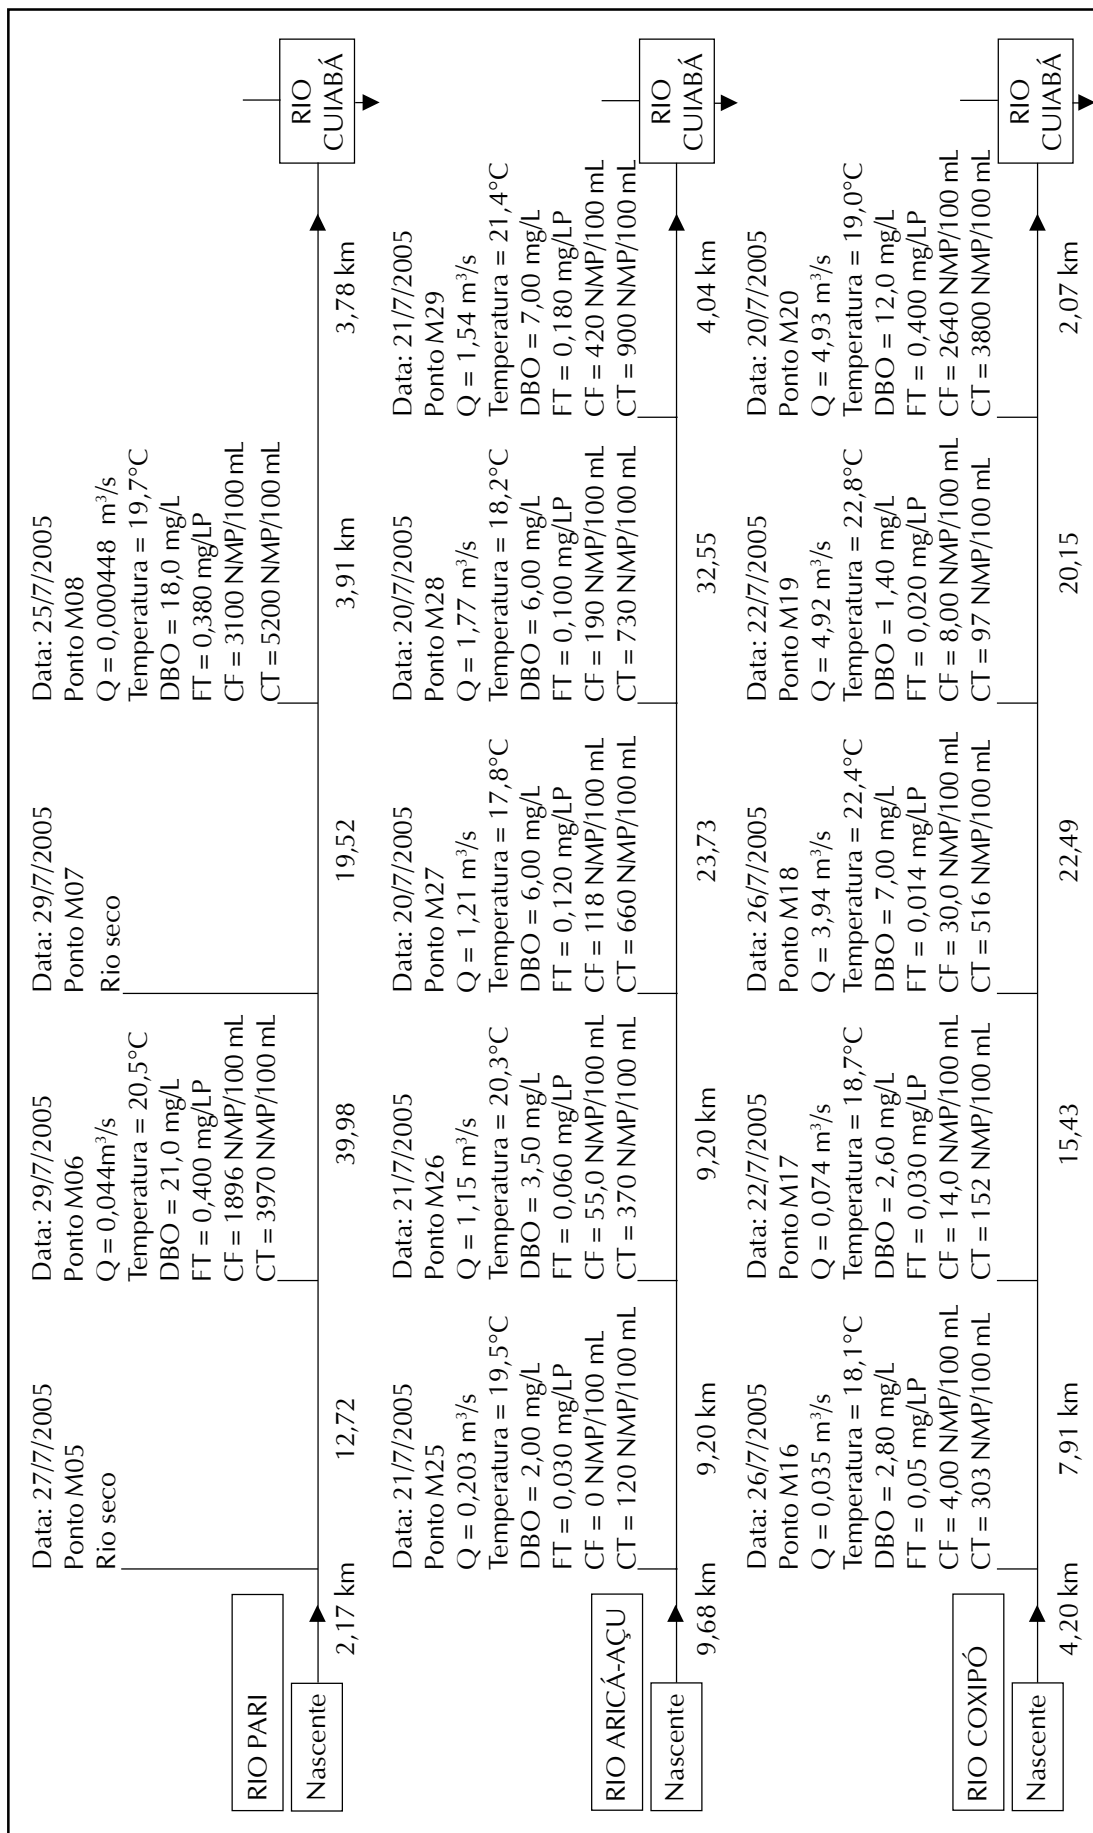 RIO PARI
Nascente
2,17 km
Data: 27/7/2005
Ponto M05
Rio seco
12,72
Data: 29/7/2005
Ponto M06
Q = 0,044m³/s
Temperatura = 20,5°C
DBO = 21,0 mg/L
FT = 0,400 mg/LP
CF = 1896 NMP/100 mL
CT = 3970 NMP/100 mL
39,98
Data: 29/7/2005
Ponto M07
Rio seco
19,52
Data: 25/7/2005
Ponto M08
Q = 0,000448 m³/s
Temperatura = 19,7°C
DBO = 18,0 mg/L
FT = 0,380 mg/LP
CF = 3100 NMP/100 mL
CT = 5200 NMP/100 mL
3,91 km
3,78 km
RIO
CUIABÁ
RIO ARICÁ-AÇU
Nascente
9,68 km
Data: 21/7/2005
Ponto M25
Q = 0,203 m³/s
Temperatura = 19,5°C
DBO = 2,00 mg/L
FT = 0,030 mg/LP
CF = 0 NMP/100 mL
CT = 120 NMP/100 mL
9,20 km
Data: 21/7/2005
Ponto M26
Q = 1,15 m³/s
Temperatura = 20,3°C
DBO = 3,50 mg/L
FT = 0,060 mg/LP
CF = 55,0 NMP/100 mL
CT = 370 NMP/100 mL
9,20 km
Data: 20/7/2005
Ponto M27
Q = 1,21 m³/s
Temperatura = 17,8°C
DBO = 6,00 mg/L
FT = 0,120 mg/LP
CF = 118 NMP/100 mL
CT = 660 NMP/100 mL
23,73
Data: 20/7/2005
Ponto M28
Q = 1,77 m³/s
Temperatura = 18,2°C
DBO = 6,00 mg/L
FT = 0,100 mg/LP
CF = 190 NMP/100 mL
CT = 730 NMP/100 mL
32,55
Data: 21/7/2005
Ponto M29
Q = 1,54 m³/s
Temperatura = 21,4°C
DBO = 7,00 mg/L
FT = 0,180 mg/LP
CF = 420 NMP/100 mL
CT = 900 NMP/100 mL
4,04 km
RIO
CUIABÁ
RIO COXIPÓ
Nascente
4,20 km
Data: 26/7/2005
Ponto M16
Q = 0,035 m³/s
Temperatura = 18,1°C
DBO = 2,80 mg/L
FT = 0,05 mg/LP
CF = 4,00 NMP/100 mL
CT = 303 NMP/100 mL
7,91 km
Data: 22/7/2005
Ponto M17
Q = 0,074 m³/s
Temperatura = 18,7°C
DBO = 2,60 mg/L
FT = 0,030 mg/LP
CF = 14,0 NMP/100 mL
CT = 152 NMP/100 mL
15,43
Data: 26/7/2005
Ponto M18
Q = 3,94 m³/s
Temperatura = 22,4°C
DBO = 7,00 mg/L
FT = 0,014 mg/LP
CF = 30,0 NMP/100 mL
CT = 516 NMP/100 mL
22,49
Data: 22/7/2005
Ponto M19
Q = 4,92 m³/s
Temperatura = 22,8°C
DBO = 1,40 mg/L
FT = 0,020 mg/LP
CF = 8,00 NMP/100 mL
CT = 97 NMP/100 mL
20,15
Data: 20/7/2005
Ponto M20
Q = 4,93 m³/s
Temperatura = 19,0°C
DBO = 12,0 mg/L
FT = 0,400 mg/LP
CF = 2640 NMP/100 mL
CT = 3800 NMP/100 mL
2,07 km
RIO
CUIABÁ